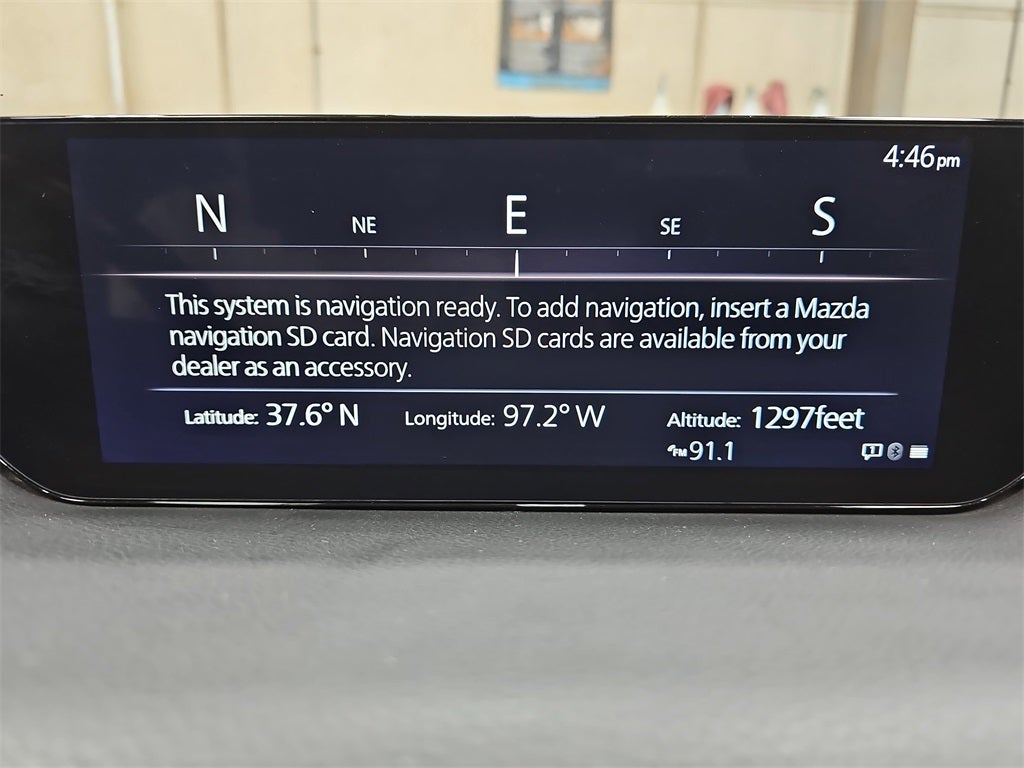 4:46pm
N NE E SE S
This system is navigation ready. To add navigation, insert a Mazda
navigation SD card. Navigation SD cards are available from your
dealer as an accessory.
Latitude: 37.6° N Longitude: 97.2° W Altitude: 1297feet
FM 91.1 1